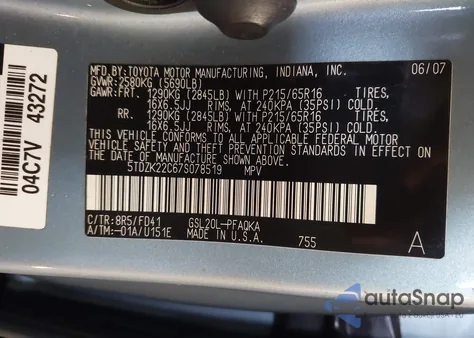 04C7V 43272
MFD. BY: TOYOTA MOTOR MANUFACTURING, INDIANA, INC. 06/07
GVWR: 2580KG (5690LB)
GAWR: FRT. 1290KG (2845LB) WITH P215/65R16 TIRES,
16X6.5JJ RIMS, AT 240KPA (35PSI) COLD.
RR. 1290KG (2845LB) WITH P215/65R16 TIRES,
16X6.5JJ RIMS, AT 240KPA (35PSI) COLD.
THIS VEHICLE CONFORMS TO ALL APPLICABLE FEDERAL MOTOR
VEHICLE SAFETY AND THEFT PREVENTION STANDARDS IN EFFECT ON
THE DATE OF MANUFACTURE SHOWN ABOVE.
5TDZK22C67S078519 MPV
C/TR: 8R5/FD41 GSL20L-PFAQKA
A/TM: -01A/U151E MADE IN U.S.A. 755 A
autoSnap